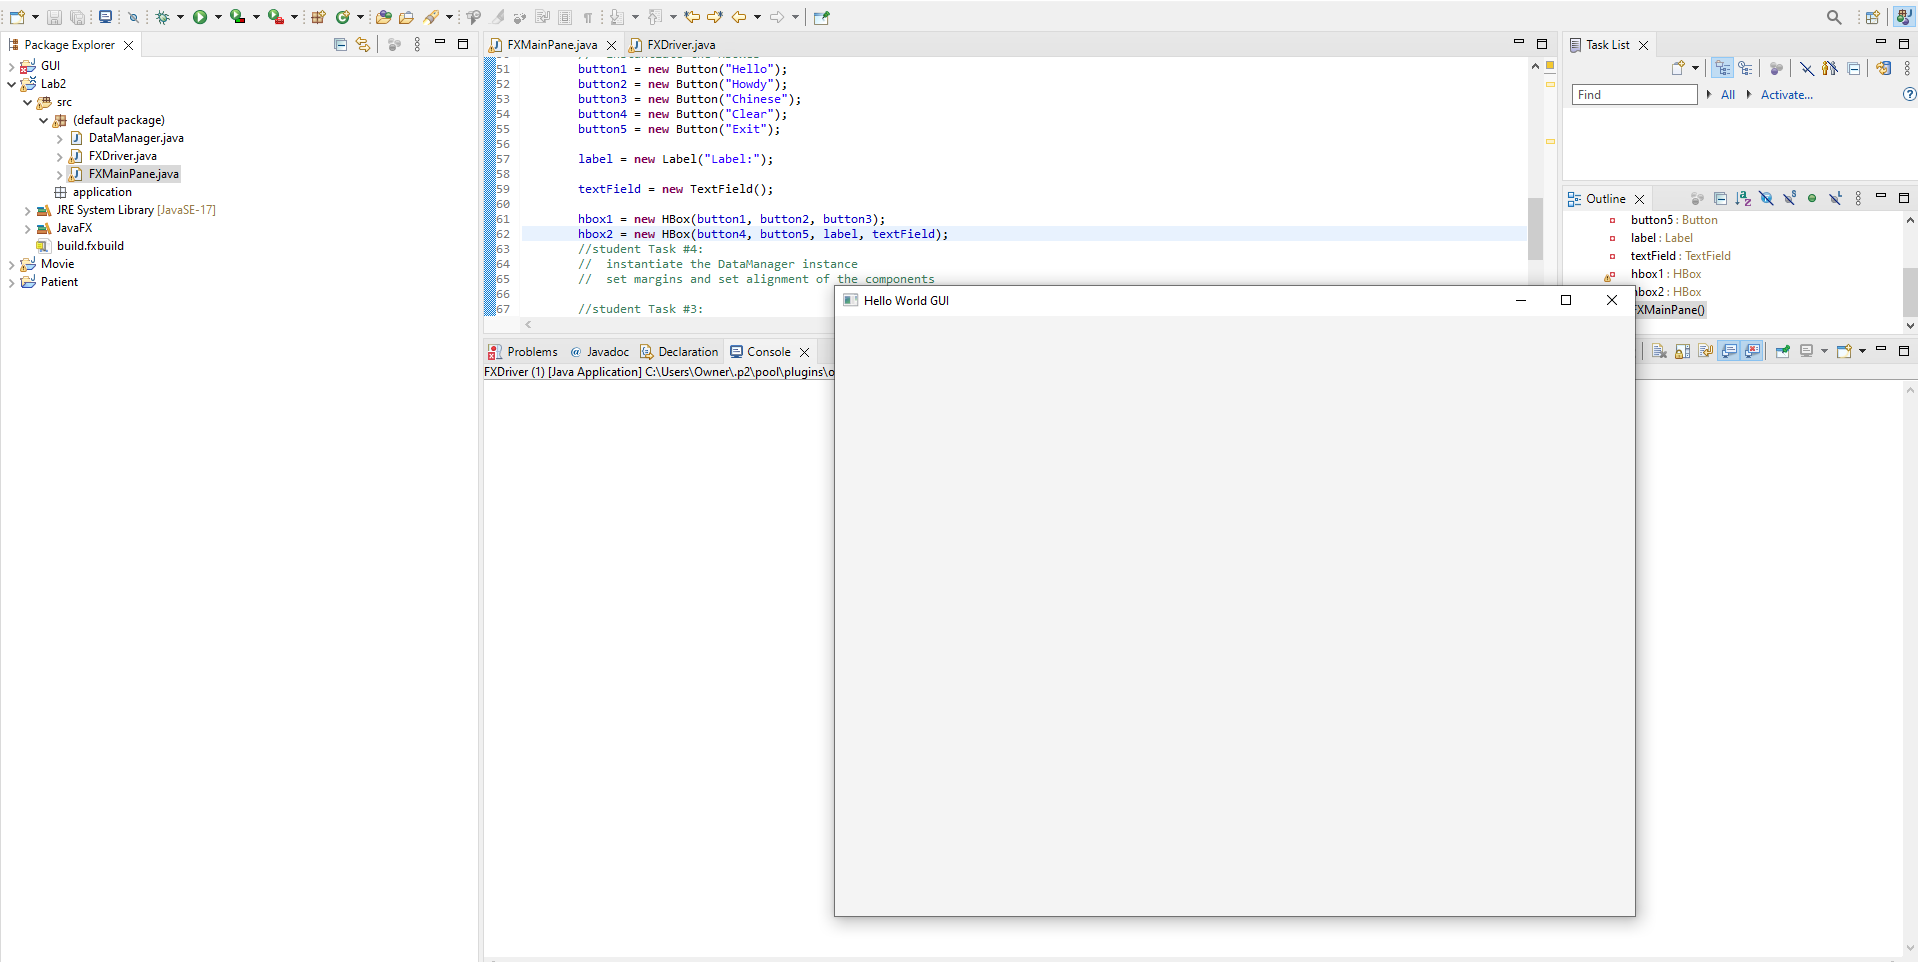 Package Explorer
GUI
Lab2
src
(default package)
DataManager.java
FXDriver.java
FXMainPane.java
application
JRE System Library [JavaSE-17]
JavaFX
build.fxbuild
Movie
Patient
FXMainPane.java
FXDriver.java
51 button1 = new Button("Hello");
52 button2 = new Button("Howdy");
53 button3 = new Button("Chinese");
54 button4 = new Button("Clear");
55 button5 = new Button("Exit");
56
57 label = new Label("Label:");
58
59 textField = new TextField();
60
61 hbox1 = new HBox(button1, button2, button3);
62 hbox2 = new HBox(button4, button5, label, textField);
63 //student Task #4:
64 //  instantiate the DataManager instance
65 //  set margins and set alignment of the components
66
67 //student Task #3:
Problems
@ Javadoc
Declaration
Console
FXDriver (1) [Java Application] C:\Users\Owner\.p2\pool\plugins\o
Hello World GUI
Task List
Find
All
Activate...
Outline
button5 : Button
label : Label
textField : TextField
hbox1 : HBox
hbox2 : HBox
FXMainPane()